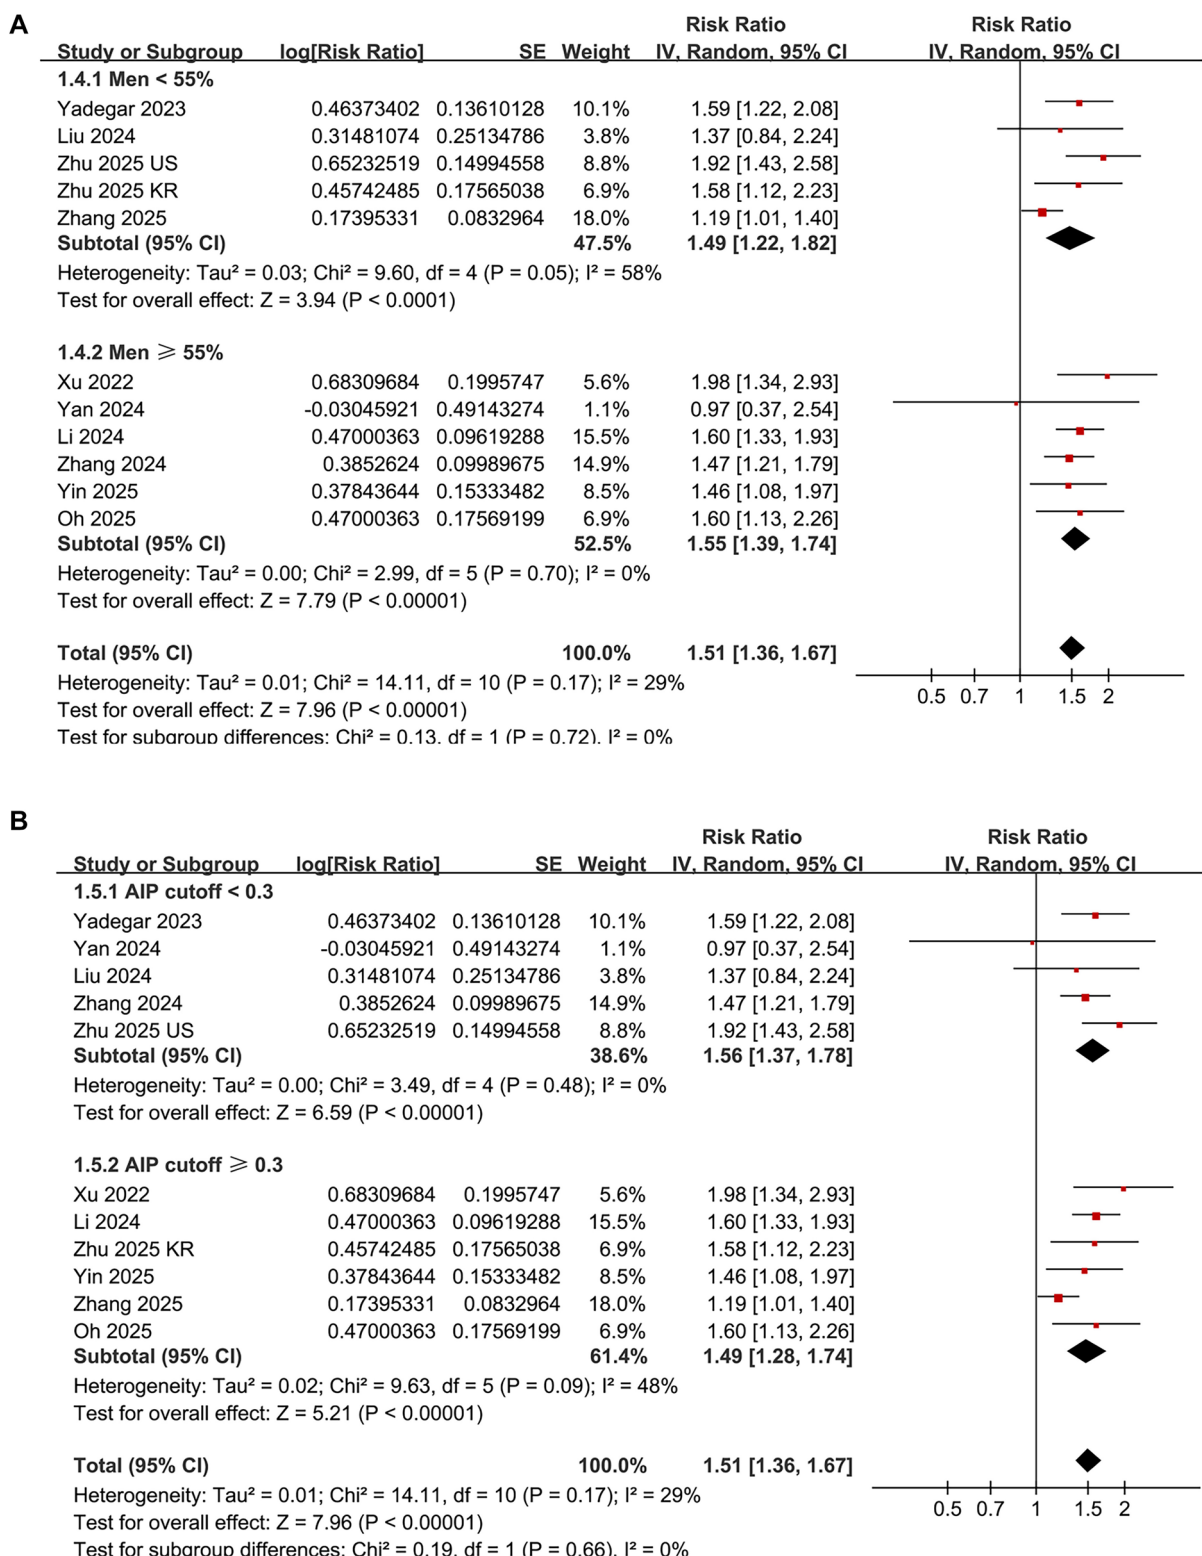 A
Risk Ratio Risk Ratio
Study or Subgroup log[Risk Ratio] SE Weight IV, Random, 95% CI IV, Random, 95% CI
1.4.1 Men < 55%
Yadegar 2023 0.46373402 0.13610128 10.1% 1.59 [1.22, 2.08]
Liu 2024 0.31481074 0.25134786 3.8% 1.37 [0.84, 2.24]
Zhu 2025 US 0.65232519 0.14994558 8.8% 1.92 [1.43, 2.58]
Zhu 2025 KR 0.45742485 0.17565038 6.9% 1.58 [1.12, 2.23]
Zhang 2025 0.17395331 0.0832964 18.0% 1.19 [1.01, 1.40]
Subtotal (95% CI) 47.5% 1.49 [1.22, 1.82]
Heterogeneity: Tau² = 0.03; Chi² = 9.60, df = 4 (P = 0.05); I² = 58%
Test for overall effect: Z = 3.94 (P < 0.0001)
1.4.2 Men ⩾ 55%
Xu 2022 0.68309684 0.1995747 5.6% 1.98 [1.34, 2.93]
Yan 2024 -0.03045921 0.49143274 1.1% 0.97 [0.37, 2.54]
Li 2024 0.47000363 0.09619288 15.5% 1.60 [1.33, 1.93]
Zhang 2024 0.3852624 0.09989675 14.9% 1.47 [1.21, 1.79]
Yin 2025 0.37843644 0.15333482 8.5% 1.46 [1.08, 1.97]
Oh 2025 0.47000363 0.17569199 6.9% 1.60 [1.13, 2.26]
Subtotal (95% CI) 52.5% 1.55 [1.39, 1.74]
Heterogeneity: Tau² = 0.00; Chi² = 2.99, df = 5 (P = 0.70); I² = 0%
Test for overall effect: Z = 7.79 (P < 0.00001)
Total (95% CI) 100.0% 1.51 [1.36, 1.67]
Heterogeneity: Tau² = 0.01; Chi² = 14.11, df = 10 (P = 0.17); I² = 29%
0.5 0.7 1 1.5 2
Test for overall effect: Z = 7.96 (P < 0.00001)
Test for subgroup differences: Chi² = 0.13, df = 1 (P = 0.72), I² = 0%
B
Risk Ratio Risk Ratio
Study or Subgroup log[Risk Ratio] SE Weight IV, Random, 95% CI IV, Random, 95% CI
1.5.1 AIP cutoff < 0.3
Yadegar 2023 0.46373402 0.13610128 10.1% 1.59 [1.22, 2.08]
Yan 2024 -0.03045921 0.49143274 1.1% 0.97 [0.37, 2.54]
Liu 2024 0.31481074 0.25134786 3.8% 1.37 [0.84, 2.24]
Zhang 2024 0.3852624 0.09989675 14.9% 1.47 [1.21, 1.79]
Zhu 2025 US 0.65232519 0.14994558 8.8% 1.92 [1.43, 2.58]
Subtotal (95% CI) 38.6% 1.56 [1.37, 1.78]
Heterogeneity: Tau² = 0.00; Chi² = 3.49, df = 4 (P = 0.48); I² = 0%
Test for overall effect: Z = 6.59 (P < 0.00001)
1.5.2 AIP cutoff ⩾ 0.3
Xu 2022 0.68309684 0.1995747 5.6% 1.98 [1.34, 2.93]
Li 2024 0.47000363 0.09619288 15.5% 1.60 [1.33, 1.93]
Zhu 2025 KR 0.45742485 0.17565038 6.9% 1.58 [1.12, 2.23]
Yin 2025 0.37843644 0.15333482 8.5% 1.46 [1.08, 1.97]
Zhang 2025 0.17395331 0.0832964 18.0% 1.19 [1.01, 1.40]
Oh 2025 0.47000363 0.17569199 6.9% 1.60 [1.13, 2.26]
Subtotal (95% CI) 61.4% 1.49 [1.28, 1.74]
Heterogeneity: Tau² = 0.02; Chi² = 9.63, df = 5 (P = 0.09); I² = 48%
Test for overall effect: Z = 5.21 (P < 0.00001)
Total (95% CI) 100.0% 1.51 [1.36, 1.67]
Heterogeneity: Tau² = 0.01; Chi² = 14.11, df = 10 (P = 0.17); I² = 29%
0.5 0.7 1 1.5 2
Test for overall effect: Z = 7.96 (P < 0.00001)
Test for subgroup differences: Chi² = 0.19, df = 1 (P = 0.66), I² = 0%